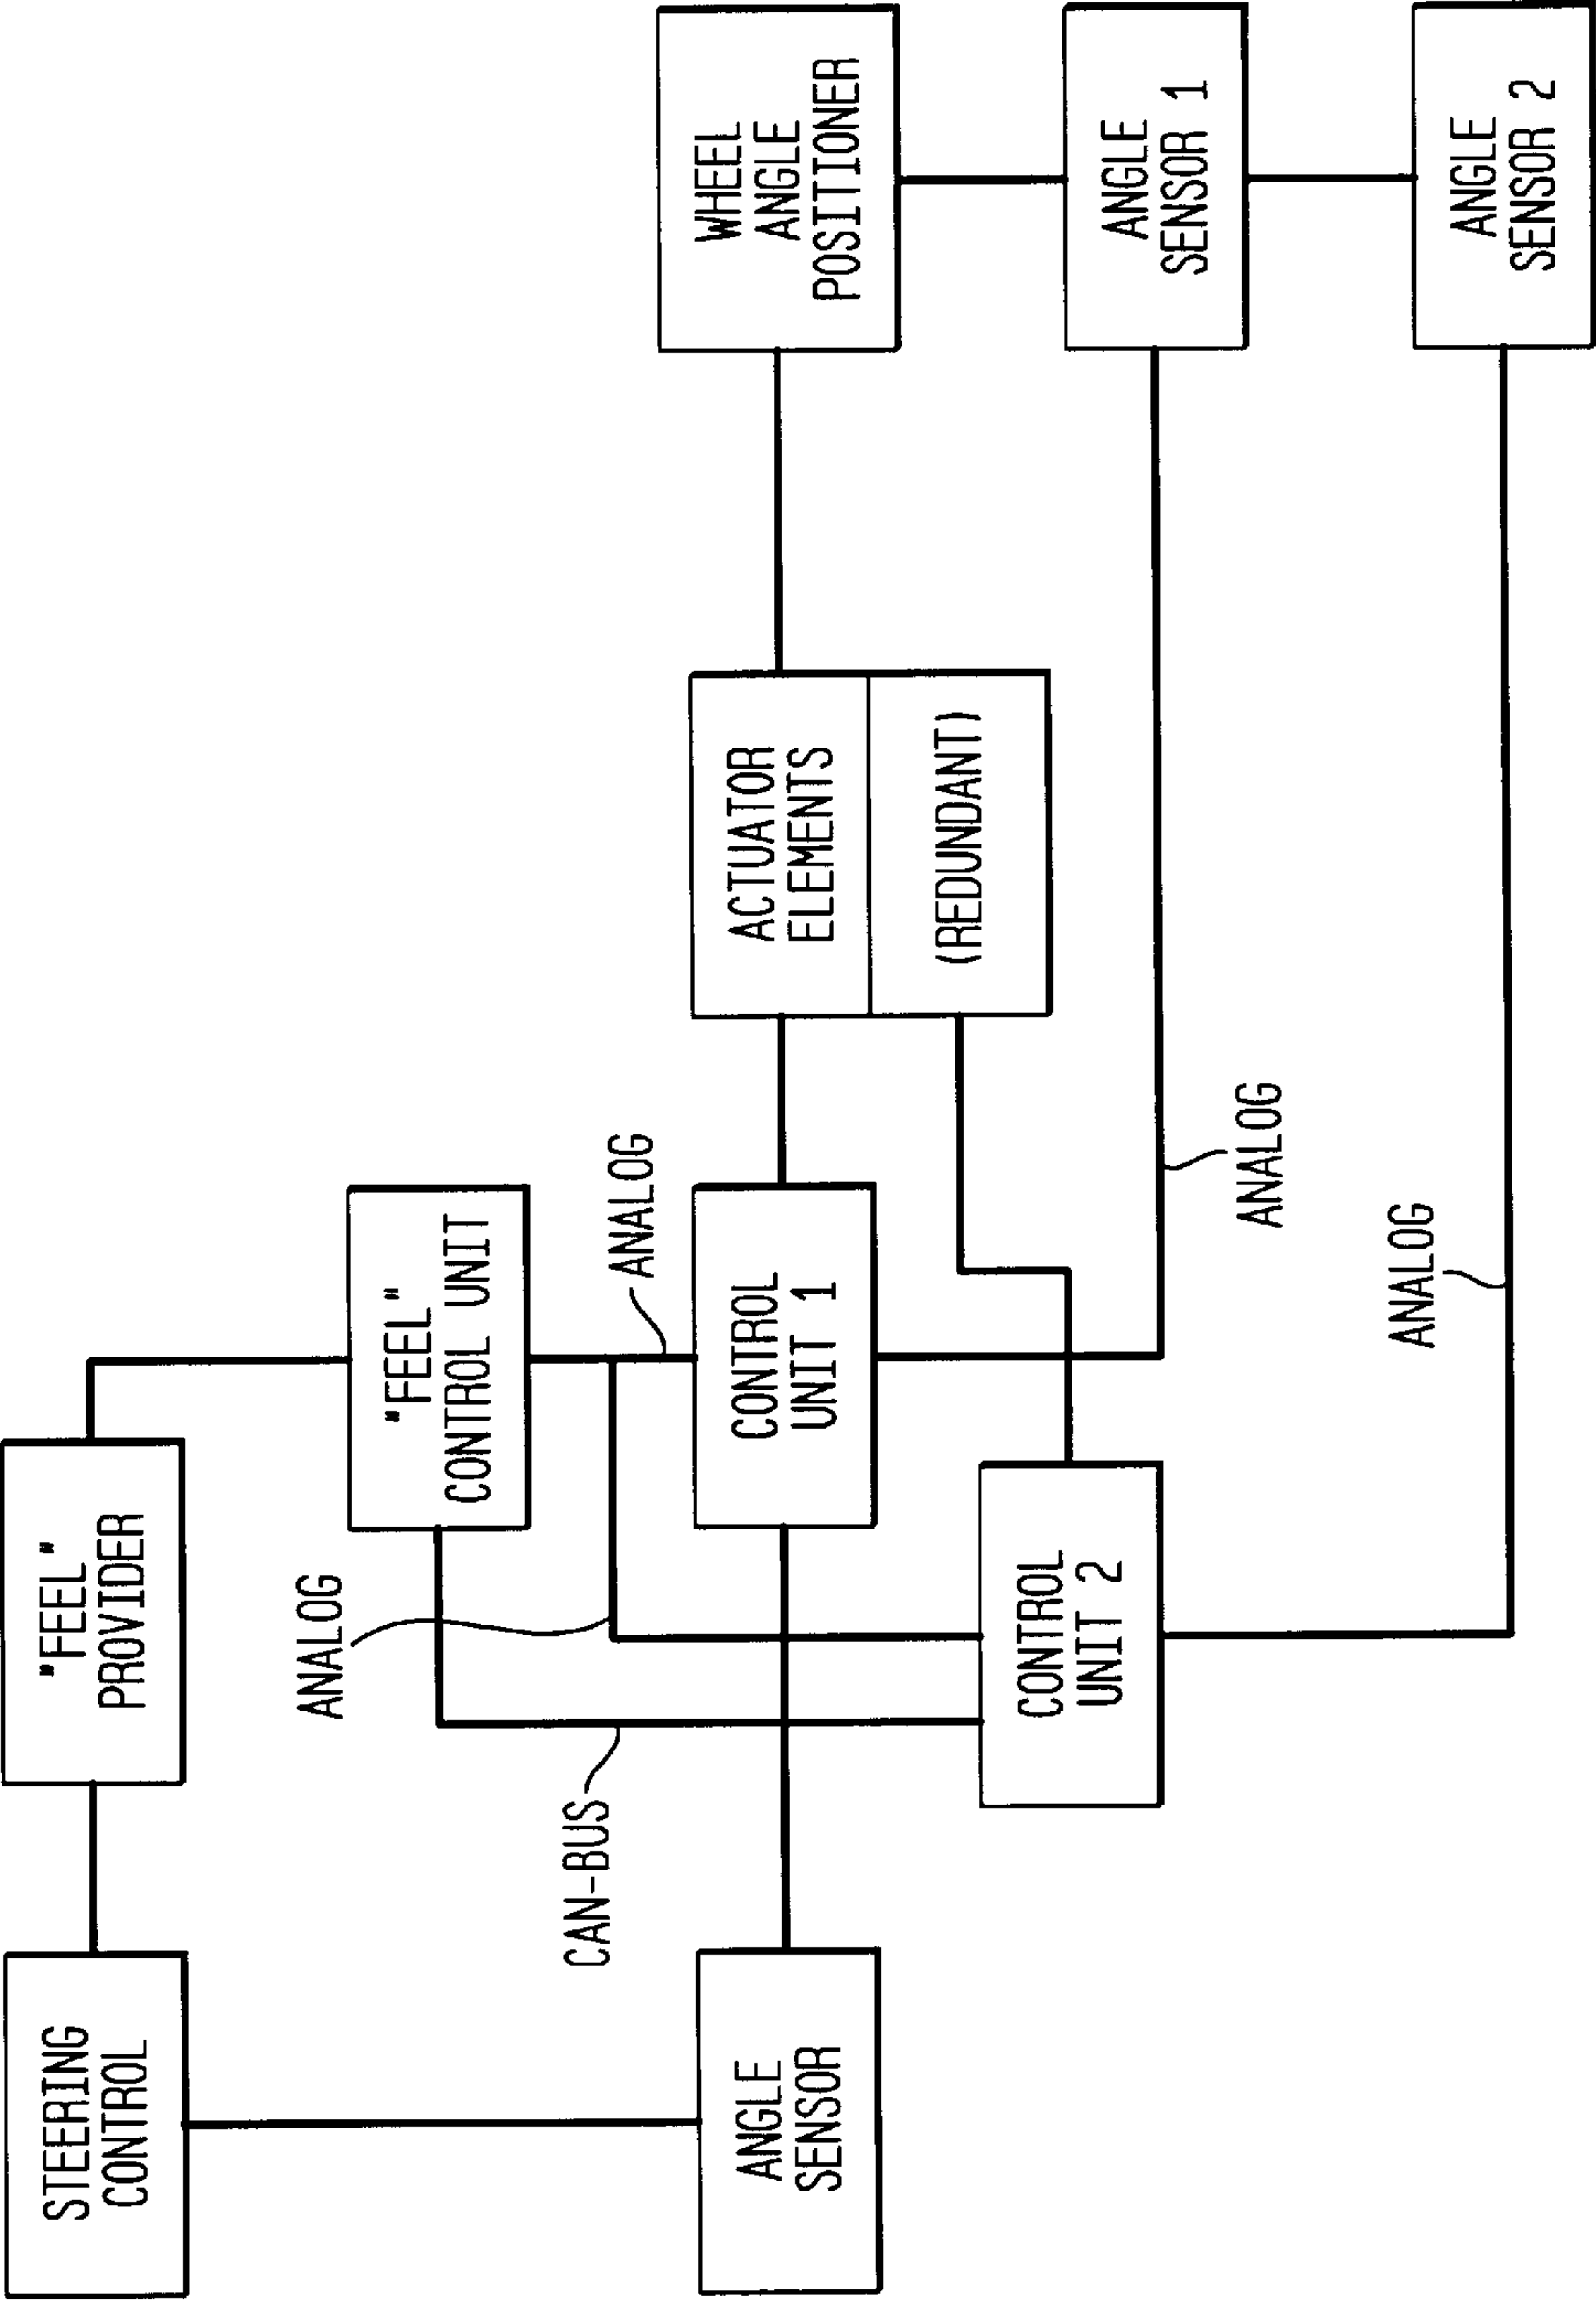 STEERING
CONTROL
"FEEL"
PROVIDER
"FEEL"
CONTROL UNIT
ANALOG
CAN-BUS
ANALOG
ANGLE
SENSOR
CONTROL
UNIT 1
ACTUATOR
ELEMENTS
(REDUNDANT)
WHEEL
ANGLE
POSITIONER
CONTROL
UNIT 2
ANALOG
ANGLE
SENSOR 1
ANALOG
ANGLE
SENSOR 2